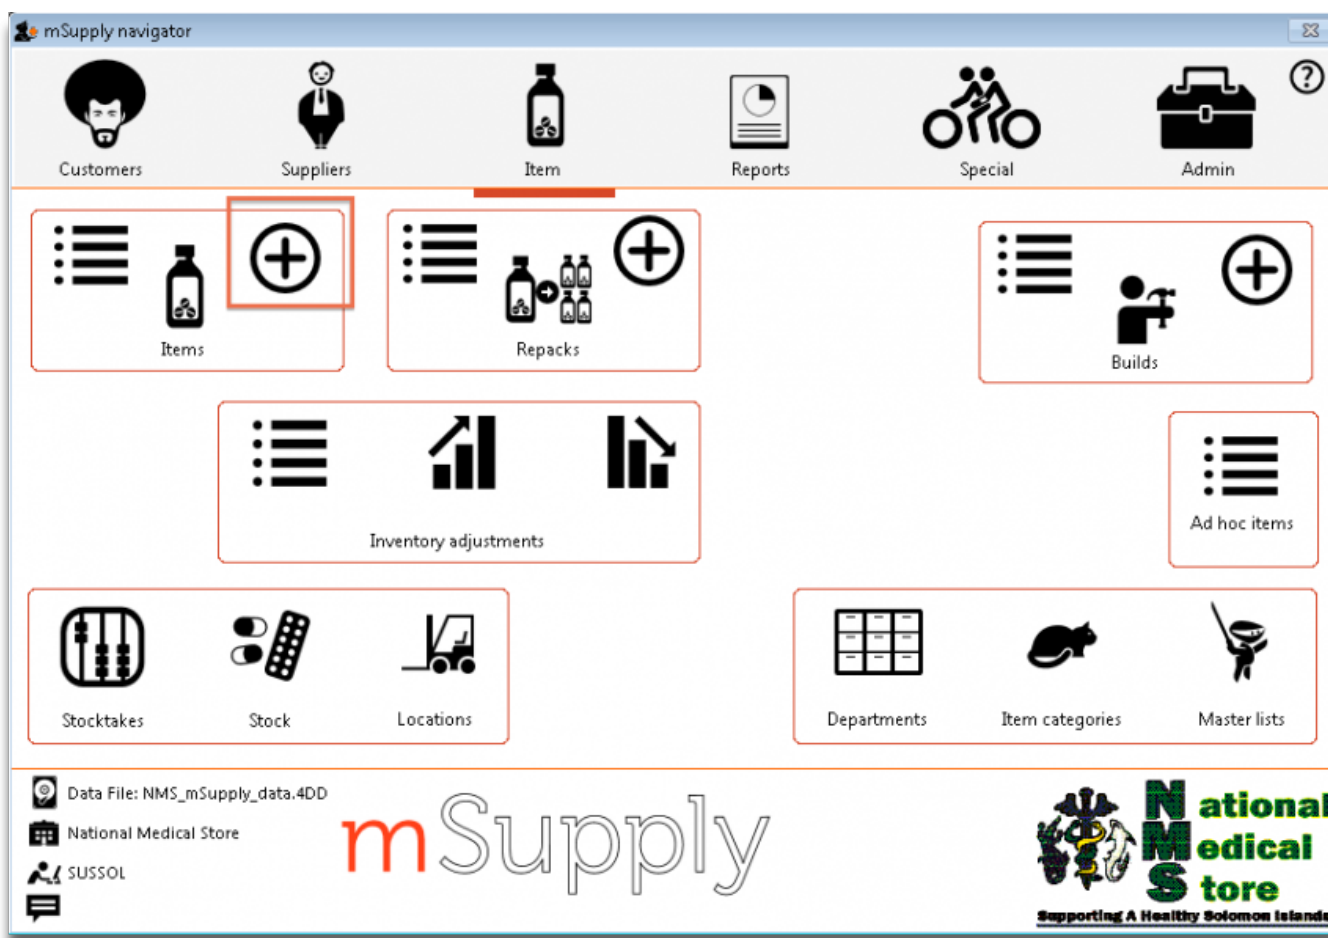 mSupply navigator
Customers
Suppliers
Item
Reports
Special
Admin
?
Items
Repacks
Builds
Inventory adjustments
Ad hoc items
Stocktakes
Stock
Locations
Departments
Item categories
Master lists
Data File: NMS_mSupply_data.4DD
National Medical Store
SUSSOL
mSupply
National
Medical
Store
Supporting A Healthy Solomon Islands